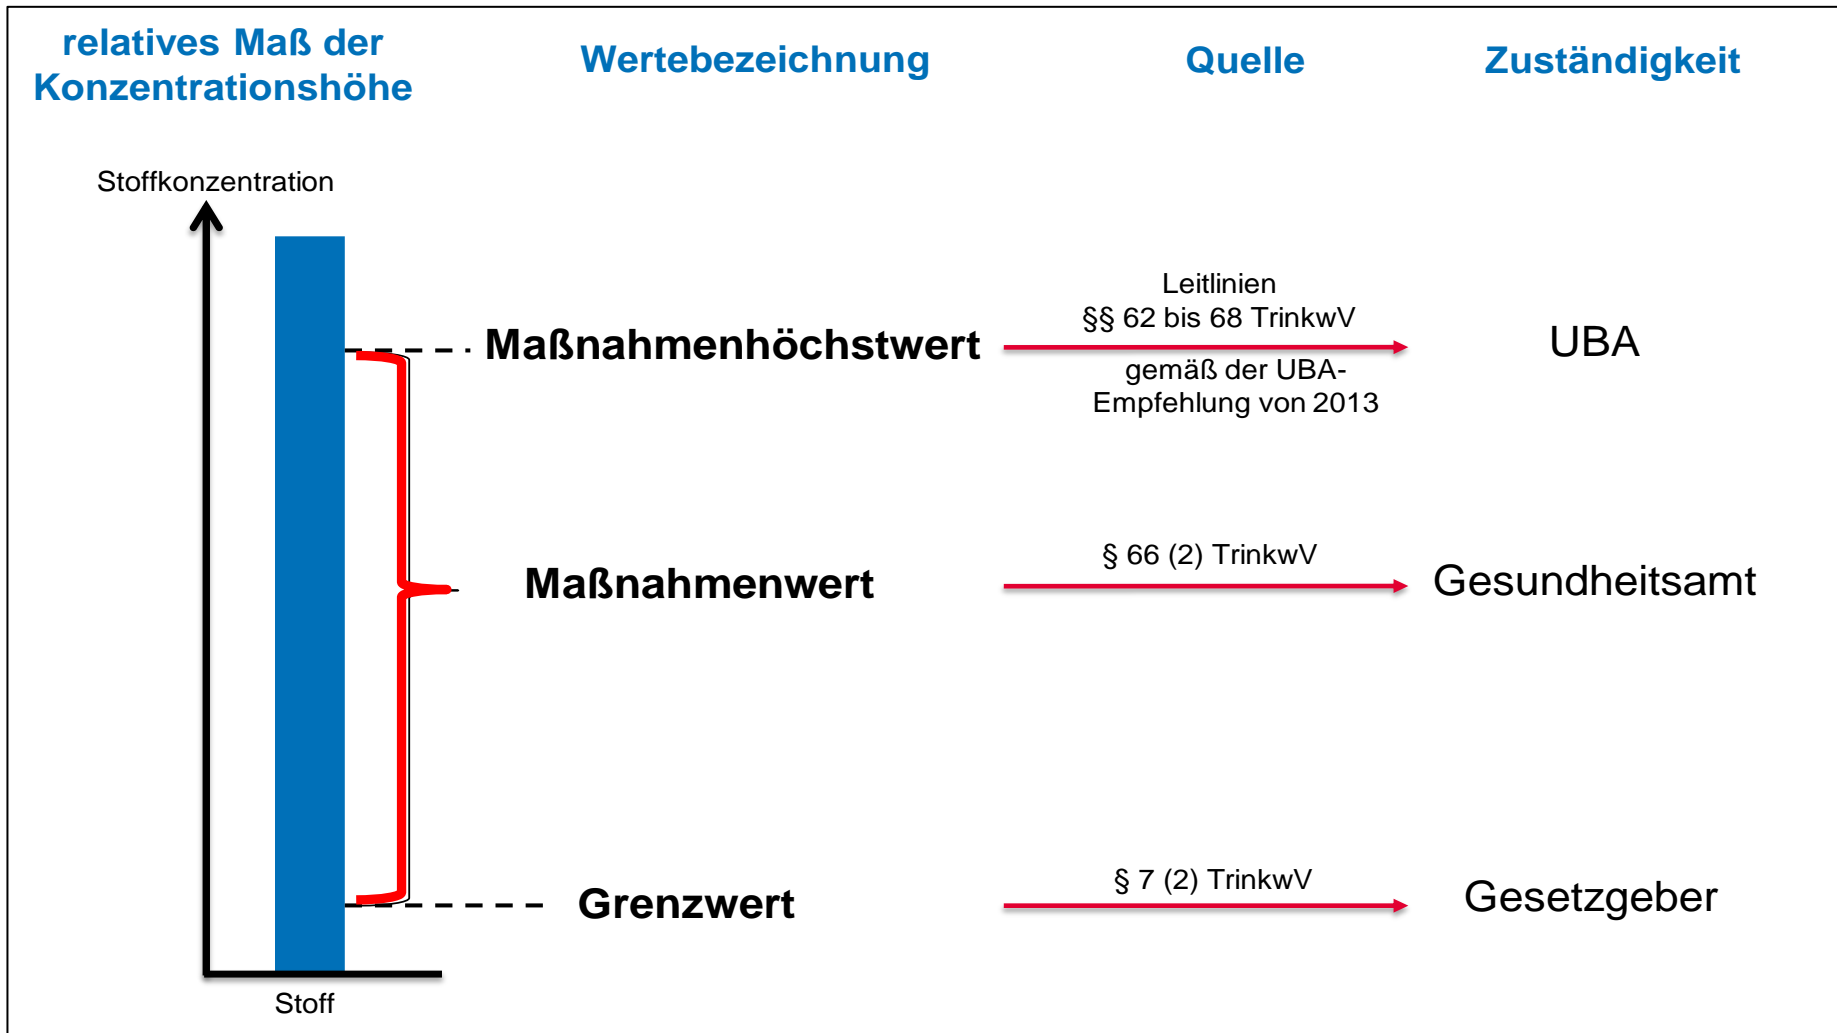 relatives Maß der
Konzentrationshöhe
Wertebezeichnung
Quelle
Zuständigkeit
Stoffkonzentration
Leitlinien
§§ 62 bis 68 TrinkwV
Maßnahmenhöchstwert
UBA
gemäß der UBA-
Empfehlung von 2013
§ 66 (2) TrinkwV
Maßnahmenwert
Gesundheitsamt
§ 7 (2) TrinkwV
Grenzwert
Gesetzgeber
Stoff